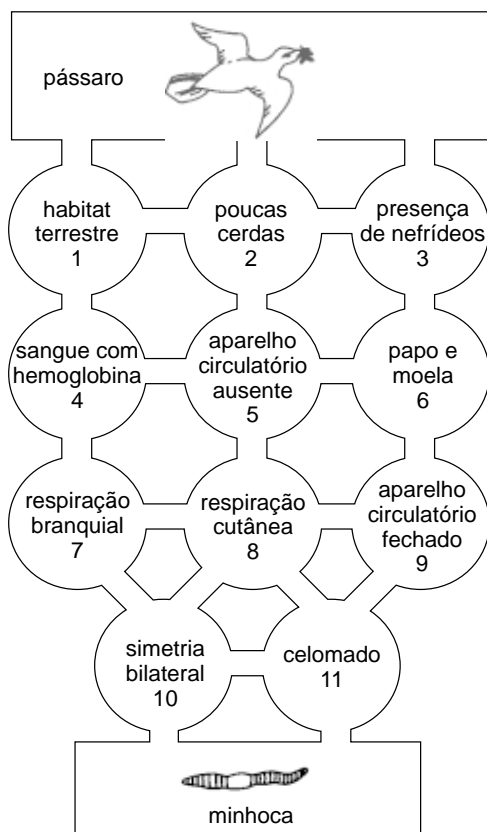 pássaro
habitat
terrestre
1
poucas
cerdas
2
presença
de nefrídeos
3
sangue com
hemoglobina
4
aparelho
circulatório
ausente
5
papo e
moela
6
respiração
branquial
7
respiração
cutânea
8
aparelho
circulatório
fechado
9
simetria
bilateral
10
celomado
11
minhoca